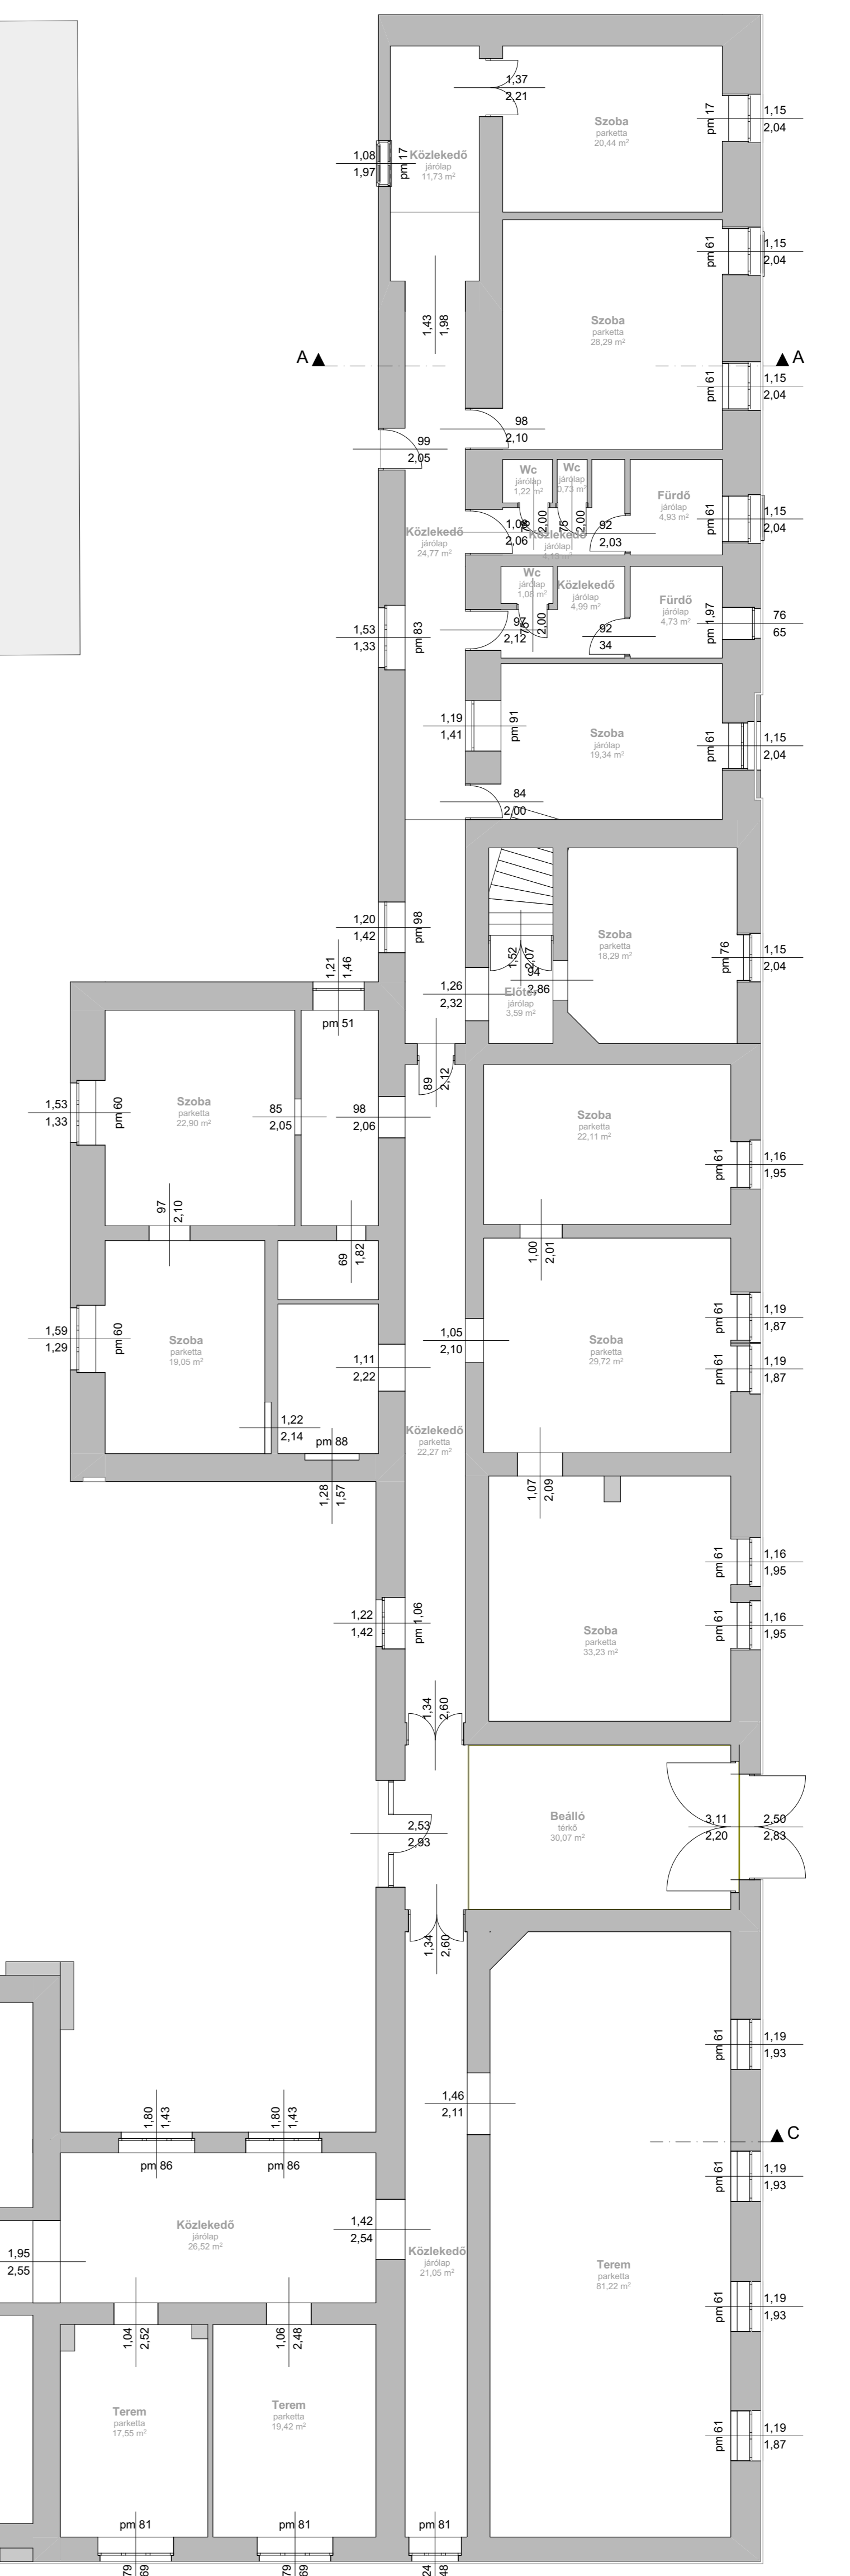 1,37
2,21
Szoba
parketta
20,44 m²
pm 17
1,15
2,04
1,08
1,97
pm 17
Közlekedő
járólap
11,73 m²
pm 61
1,15
2,04
1,43
1,98
Szoba
parketta
28,29 m²
A
A
pm 61
1,15
2,04
98
2,10
99
2,05
Wc
járólap
1,22 m²
Wc
járólap
0,73 m²
Fürdő
járólap
4,93 m²
pm 61
1,15
2,04
Közlekedő
járólap
24,77 m²
1,08
2,06
2,00
75
2,00
92
2,03
Közlekedő
Wc
járólap
1,08 m²
Közlekedő
járólap
4,99 m²
Fürdő
járólap
4,73 m²
pm 1,97
76
65
97
2,12
75
2,00
92
34
1,53
1,33
pm 83
1,19
1,41
pm 91
Szoba
járólap
19,34 m²
pm 61
1,15
2,04
84
2,00
1,20
1,42
pm 98
Szoba
parketta
18,29 m²
pm 76
1,15
2,04
1,52
2,07
94
2,86
Előtér
járólap
3,59 m²
1,26
2,32
1,21
1,46
pm 51
89
2,12
1,53
1,33
pm 60
Szoba
parketta
22,90 m²
85
2,05
98
2,06
Szoba
parketta
22,11 m²
pm 61
1,16
1,95
97
2,10
69
1,82
1,00
2,01
1,59
1,29
pm 60
Szoba
parketta
19,05 m²
1,11
2,22
1,05
2,10
Szoba
parketta
29,72 m²
pm 61
1,19
1,87
pm 61
1,19
1,87
1,22
2,14
pm 88
1,28
1,57
Közlekedő
parketta
22,27 m²
1,07
2,09
pm 61
1,16
1,95
1,22
1,42
pm 1,06
Szoba
parketta
33,23 m²
pm 61
1,16
1,95
1,34
2,60
2,53
2,93
Beálló
térkő
30,07 m²
3,11
2,20
2,50
2,83
1,34
2,60
pm 61
1,19
1,93
1,46
2,11
C
1,80
1,43
pm 86
1,80
1,43
pm 86
pm 61
1,19
1,93
Közlekedő
járólap
26,52 m²
1,42
2,54
1,95
2,55
Közlekedő
járólap
21,05 m²
Terem
parketta
81,22 m²
pm 61
1,19
1,93
1,04
2,52
1,06
2,48
Terem
parketta
17,55 m²
Terem
parketta
19,42 m²
pm 61
1,19
1,87
pm 81
pm 81
pm 81
79
69
79
69
24
48